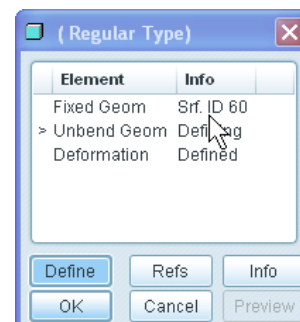 ( Regular Type)
Element Info
Fixed Geom Srf. ID 60
> Unbend Geom Defining
Deformation Defined
Define Refs Info
OK Cancel Preview